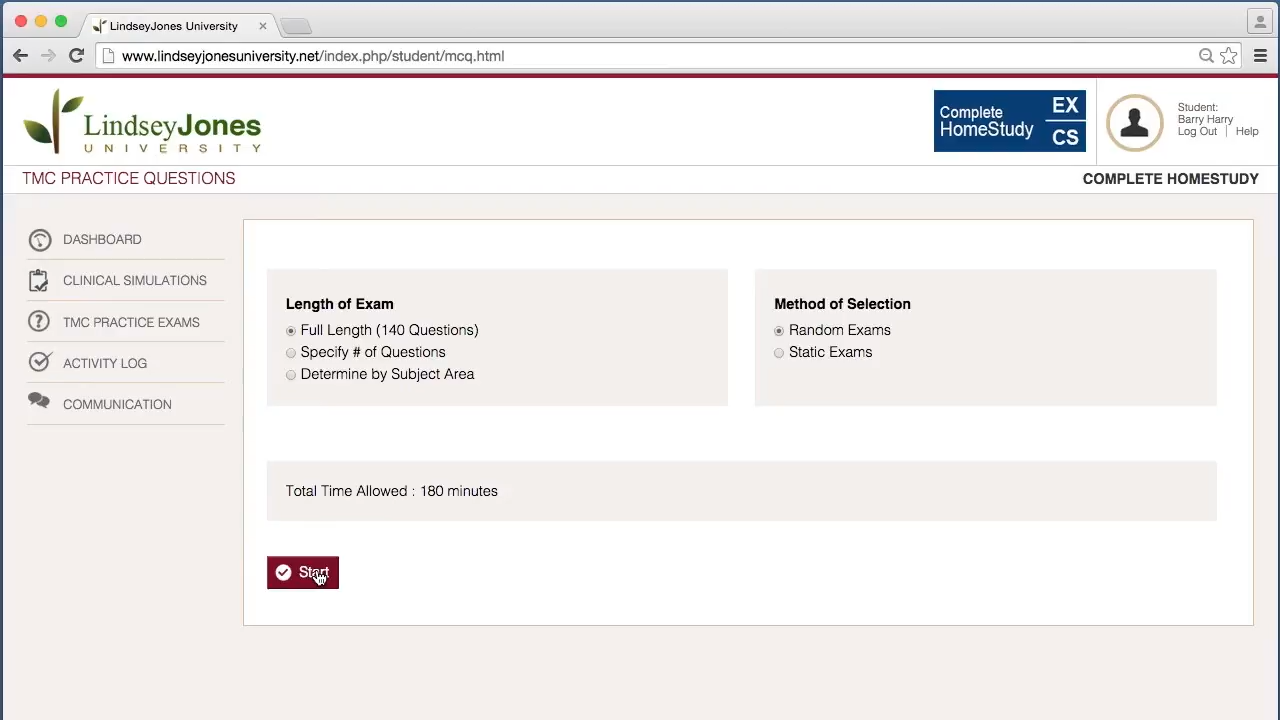 LindseyJones University
www.lindseyjonesuniversity.net/index.php/student/mcq.html
LindseyJones
UNIVERSITY
Complete
HomeStudy
EX
CS
Student:
Barry Harry
Log Out | Help
TMC PRACTICE QUESTIONS
COMPLETE HOMESTUDY
DASHBOARD
CLINICAL SIMULATIONS
TMC PRACTICE EXAMS
ACTIVITY LOG
COMMUNICATION
Length of Exam
Full Length (140 Questions)
Specify # of Questions
Determine by Subject Area
Method of Selection
Random Exams
Static Exams
Total Time Allowed : 180 minutes
Start